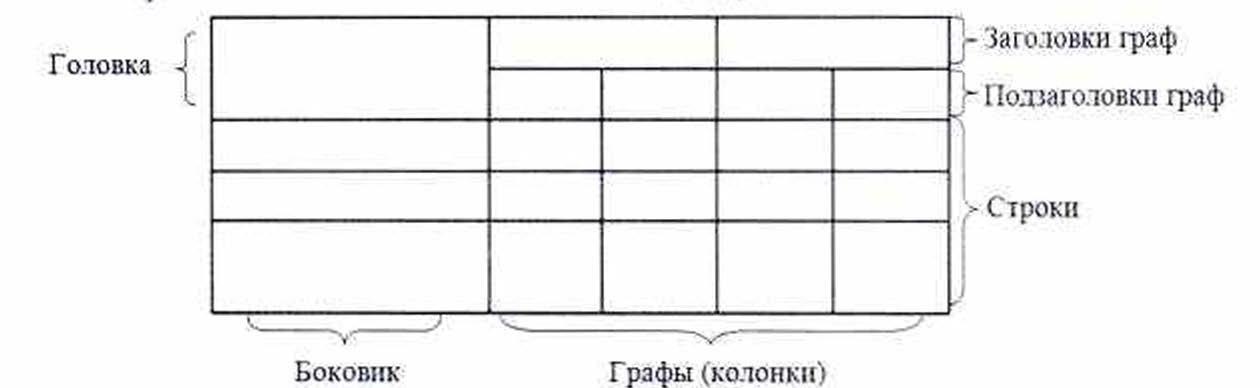 Заголовки граф
Головка
Подзаголовки граф
Строки
Боковик
Графы (колонки)